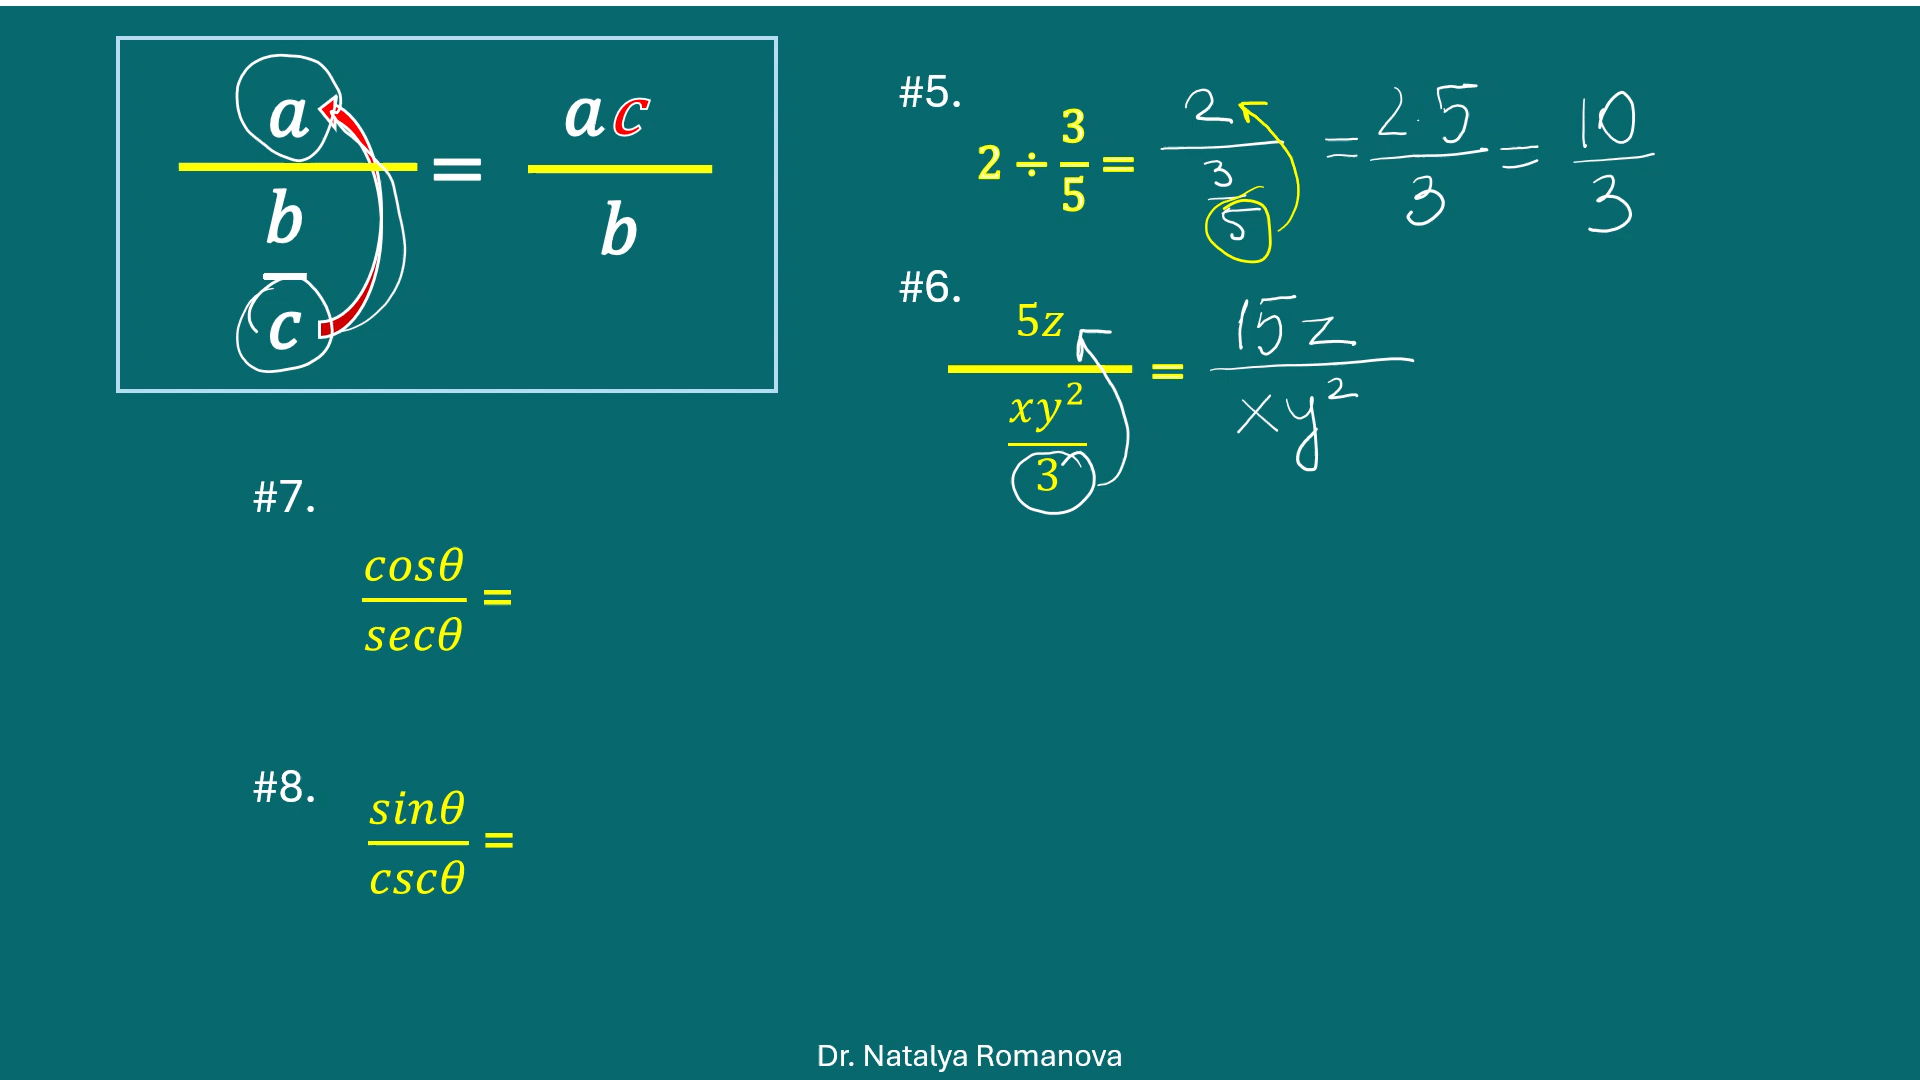 a / (b / c) = ac / b
#5. 2 ÷ 3/5 = 2 / (3/5) = 2·5 / 3 = 10 / 3
#6. 5z / (xy² / 3) = 15z / xy²
#7.
cosθ / secθ =
#8.
sinθ / cscθ =
Dr. Natalya Romanova